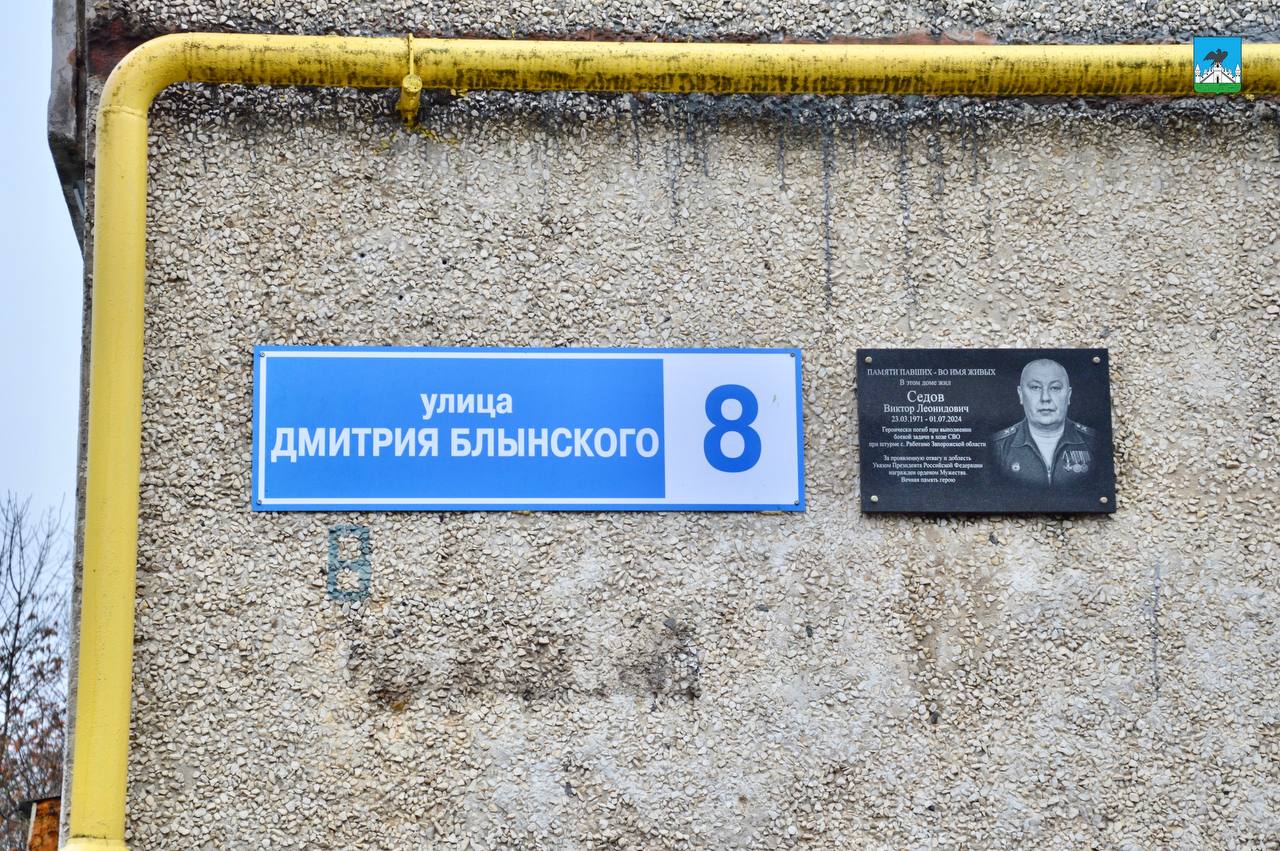 улица
ДМИТРИЯ БЛЫНСКОГО
8
ПАМЯТИ ПАВШИХ - ВО ИМЯ ЖИВЫХ
В этом доме жил
Седов
Виктор Леонидович
23.03.1971 - 01.07.2024
Героически погиб при выполнении
боевой задачи в ходе СВО
при штурме с. Работино Запорожской области
За проявленную отвагу и доблесть
Указом Президента Российской Федерации
награжден орденом Мужества.
Вечная память герою
8